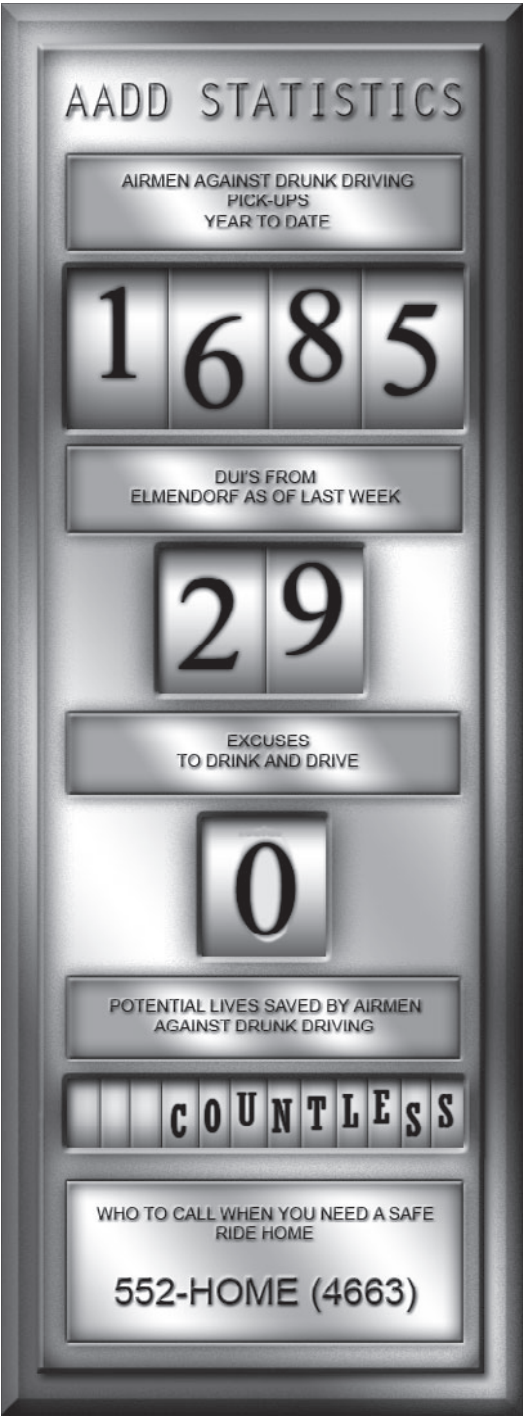 AADD STATISTICS
AIRMEN AGAINST DRUNK DRIVING
PICK-UPS
YEAR TO DATE
1685
DUI'S FROM
ELMENDORF AS OF LAST WEEK
29
EXCUSES
TO DRINK AND DRIVE
0
POTENTIAL LIVES SAVED BY AIRMEN
AGAINST DRUNK DRIVING
COUNTLESS
WHO TO CALL WHEN YOU NEED A SAFE
RIDE HOME
552-HOME (4663)